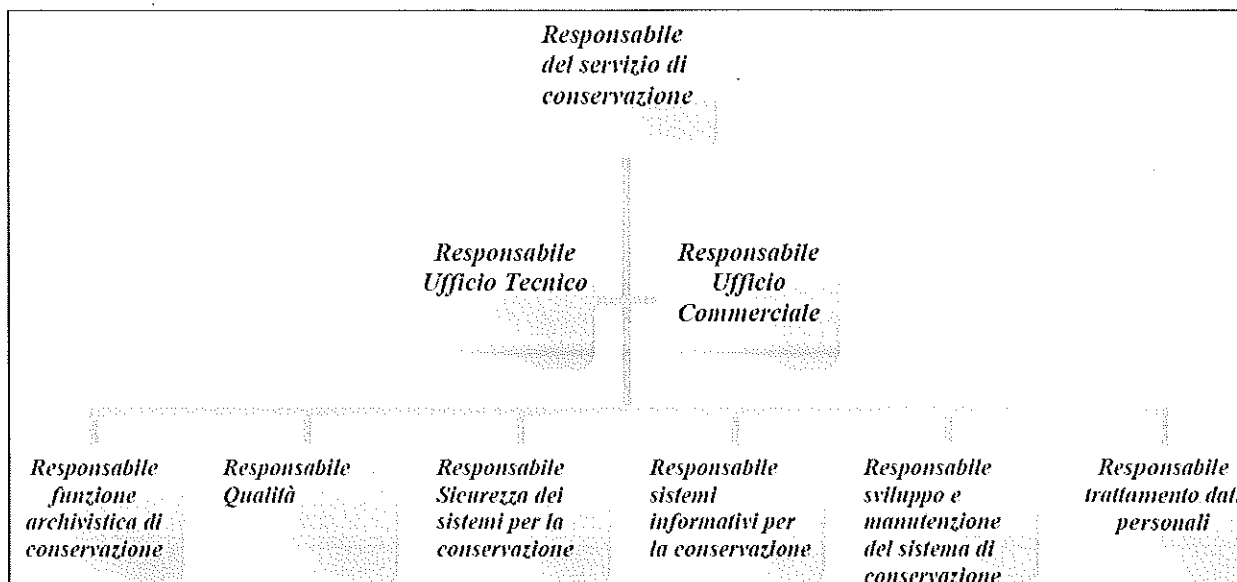 Responsabile
del servizio di
conservazione
Responsabile
Ufficio Tecnico
Responsabile
Ufficio
Commerciale
Responsabile
funzione
archivistica di
conservazione
Responsabile
Qualità
Responsabile
Sicurezza dei
sistemi per la
conservazione
Responsabile
sistemi
informativi per
la conservazione
Responsabile
sviluppo e
manutenzione
del sistema di
conservazione
Responsabile
trattamento dati
personali